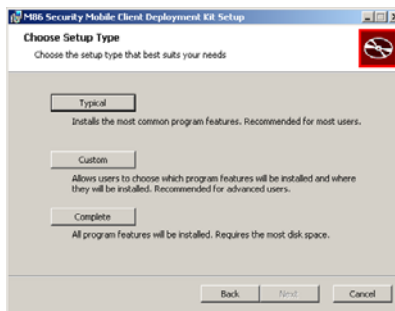 M86 Security Mobile Client Deployment Kit Setup
Choose Setup Type
Choose the setup type that best suits your needs
Typical
Installs the most common program features. Recommended for most users.
Custom
Allows users to choose which program features will be installed and where
they will be installed. Recommended for advanced users.
Complete
All program features will be installed. Requires the most disk space.
Back Next Cancel